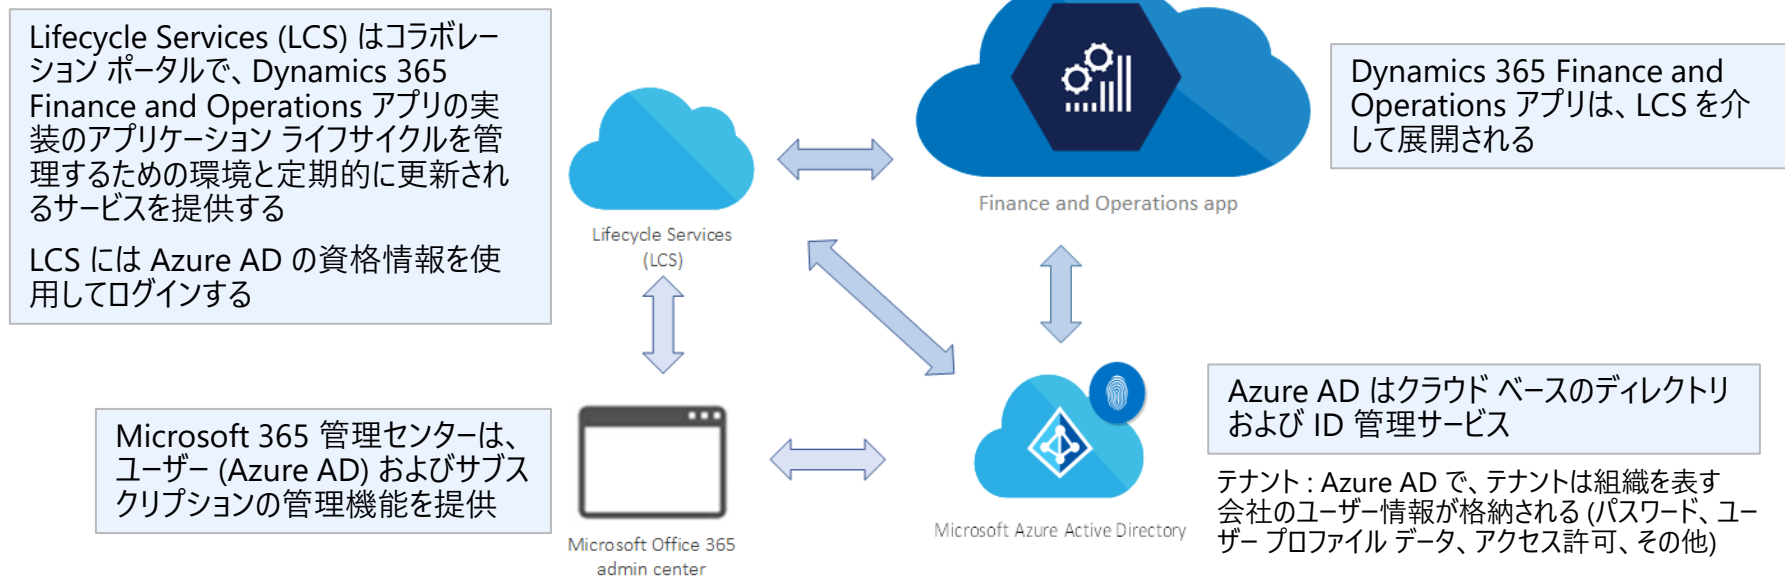 Lifecycle Services (LCS) はコラボレー
ション ポータルで、Dynamics 365
Finance and Operations アプリの実
装のアプリケーション ライフサイクルを管
理するための環境と定期的に更新され
るサービスを提供する
LCS には Azure AD の資格情報を使
用してログインする
Lifecycle Services
(LCS)
Finance and Operations app
Dynamics 365 Finance and
Operations アプリは、LCS を介
して展開される
Microsoft 365 管理センターは、
ユーザー (Azure AD) およびサブス
クリプションの管理機能を提供
Microsoft Office 365
admin center
Microsoft Azure Active Directory
Azure AD はクラウド ベースのディレクトリ
および ID 管理サービス
テナント : Azure AD で、テナントは組織を表す
会社のユーザー情報が格納される (パスワード、ユー
ザー プロファイル データ、アクセス許可、その他)